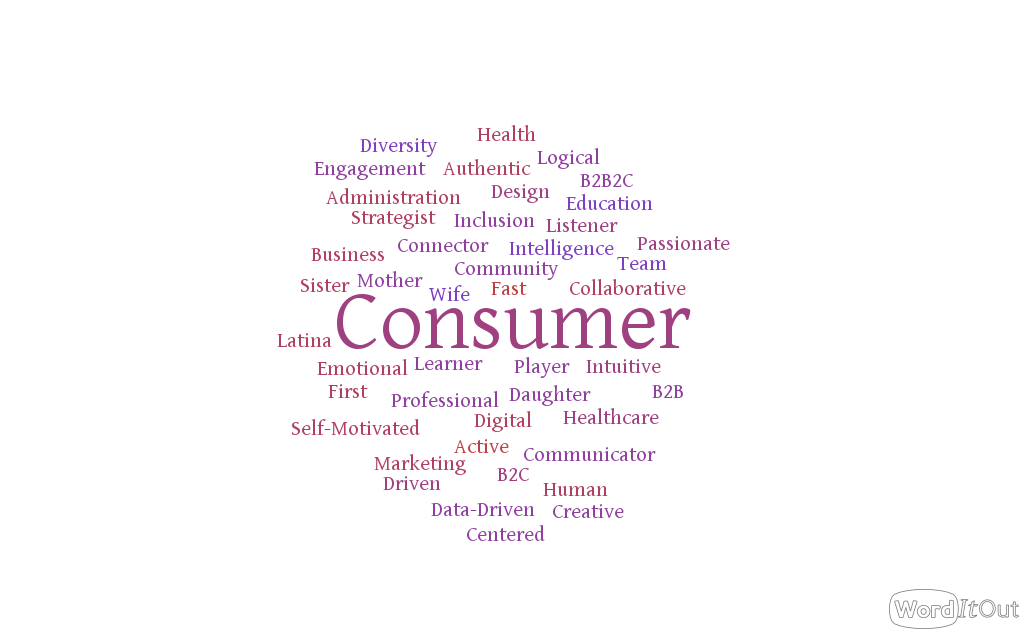 Health
Diversity
Logical
Engagement Authentic
B2B2C
Administration Design
Education
Strategist Inclusion Listener
Business Connector Intelligence Passionate
Community Team
Sister Mother Wife Fast Collaborative
Consumer
Latina
Emotional Learner Player Intuitive
First Professional Daughter B2B
Self-Motivated Digital Healthcare
Active Communicator
Marketing B2C
Driven Human
Data-Driven Creative
Centered
WordItOut